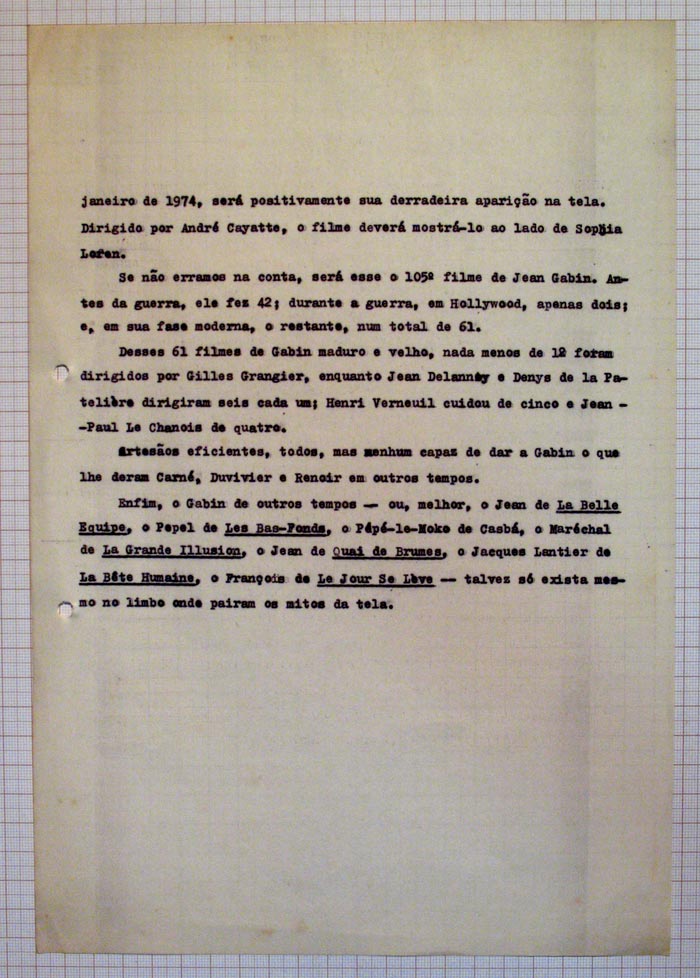 janeiro de 1974, será positivamente sua derradeira aparição na tela.
Dirigido por André Cayatte, o filme deverá mostrá-lo ao lado de Sophia
Loren.
Se não erramos na conta, será esse o 105º filme de Jean Gabin. An-
tes da guerra, ele fez 42; durante a guerra, em Hollywood, apenas dois;
e, em sua fase moderna, o restante, num total de 61.
Desses 61 filmes de Gabin maduro e velho, nada menos de 12 foram
dirigidos por Gilles Grangier, enquanto Jean Delannoy e Denys de la Pa-
telière dirigiram seis cada um; Henri Verneuil cuidou de cinco e Jean -
-Paul Le Chanois de quatro.
Artesãos eficientes, todos, mas nenhum capaz de dar a Gabin o que
lhe deram Carné, Duvivier e Renoir em outros tempos.
Enfim, o Gabin de outros tempos — ou, melhor, o Jean de La Belle
Equipe, o Pepel de Les Bas-Fonds, o Pépé-le-Moko de Casbá, o Maréchal
de La Grande Illusion, o Jean de Quai de Brumes, o Jacques Lantier de
La Bête Humaine, o François de Le Jour Se Lève — talvez só exista mes-
mo no limbo onde pairam os mitos da tela.